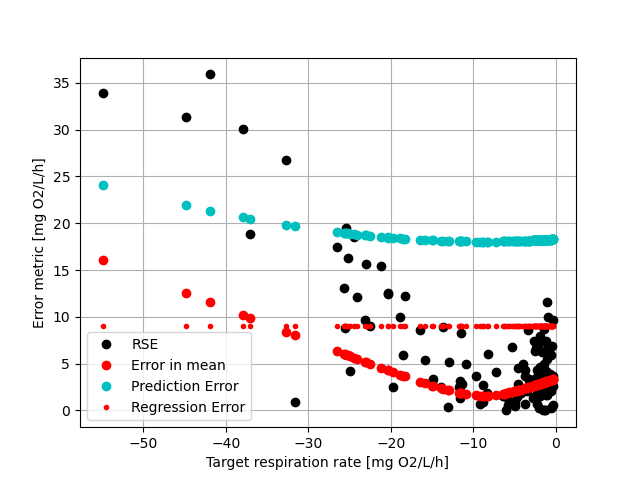 35
30
25
20
15
10
5
0
Error metric [mg O2/L/h]
RSE
Error in mean
Prediction Error
Regression Error
−50 −40 −30 −20 −10 0
Target respiration rate [mg O2/L/h]